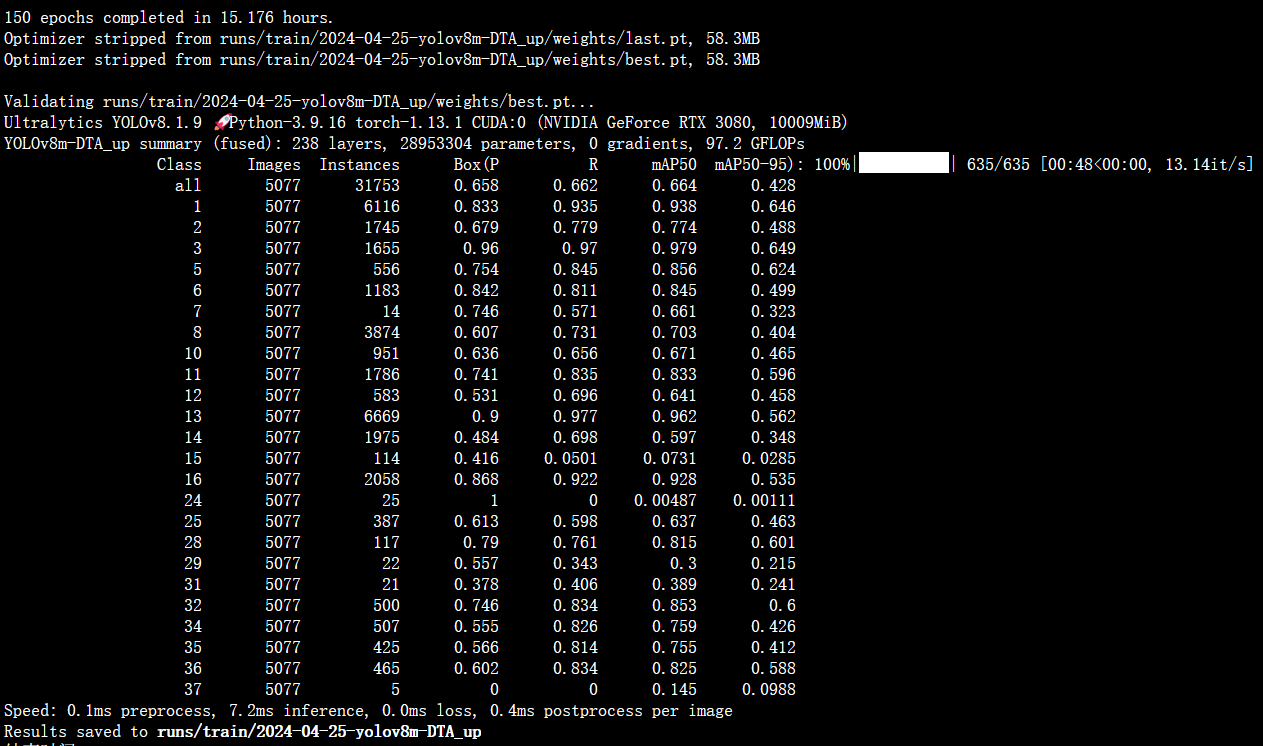 150 epochs completed in 15.176 hours.
Optimizer stripped from runs/train/2024-04-25-yolov8m-DTA_up/weights/last.pt, 58.3MB
Optimizer stripped from runs/train/2024-04-25-yolov8m-DTA_up/weights/best.pt, 58.3MB
Validating runs/train/2024-04-25-yolov8m-DTA_up/weights/best.pt...
Ultralytics YOLOv8.1.9 🚀Python-3.9.16 torch-1.13.1 CUDA:0 (NVIDIA GeForce RTX 3080, 10009MiB)
YOLOv8m-DTA_up summary (fused): 238 layers, 28953304 parameters, 0 gradients, 97.2 GFLOPs
Class Images Instances Box(P R mAP50 mAP50-95): 100%|█████████| 635/635 [00:48<00:00, 13.14it/s]
all 5077 31753 0.658 0.662 0.664 0.428
1 5077 6116 0.833 0.935 0.938 0.646
2 5077 1745 0.679 0.779 0.774 0.488
3 5077 1655 0.96 0.97 0.979 0.649
5 5077 556 0.754 0.845 0.856 0.624
6 5077 1183 0.842 0.811 0.845 0.499
7 5077 14 0.746 0.571 0.661 0.323
8 5077 3874 0.607 0.731 0.703 0.404
10 5077 951 0.636 0.656 0.671 0.465
11 5077 1786 0.741 0.835 0.833 0.596
12 5077 583 0.531 0.696 0.641 0.458
13 5077 6669 0.9 0.977 0.962 0.562
14 5077 1975 0.484 0.698 0.597 0.348
15 5077 114 0.416 0.0501 0.0731 0.0285
16 5077 2058 0.868 0.922 0.928 0.535
24 5077 25 1 0 0.00487 0.00111
25 5077 387 0.613 0.598 0.637 0.463
28 5077 117 0.79 0.761 0.815 0.601
29 5077 22 0.557 0.343 0.3 0.215
31 5077 21 0.378 0.406 0.389 0.241
32 5077 500 0.746 0.834 0.853 0.6
34 5077 507 0.555 0.826 0.759 0.426
35 5077 425 0.566 0.814 0.755 0.412
36 5077 465 0.602 0.834 0.825 0.588
37 5077 5 0 0 0.145 0.0988
Speed: 0.1ms preprocess, 7.2ms inference, 0.0ms loss, 0.4ms postprocess per image
Results saved to runs/train/2024-04-25-yolov8m-DTA_up